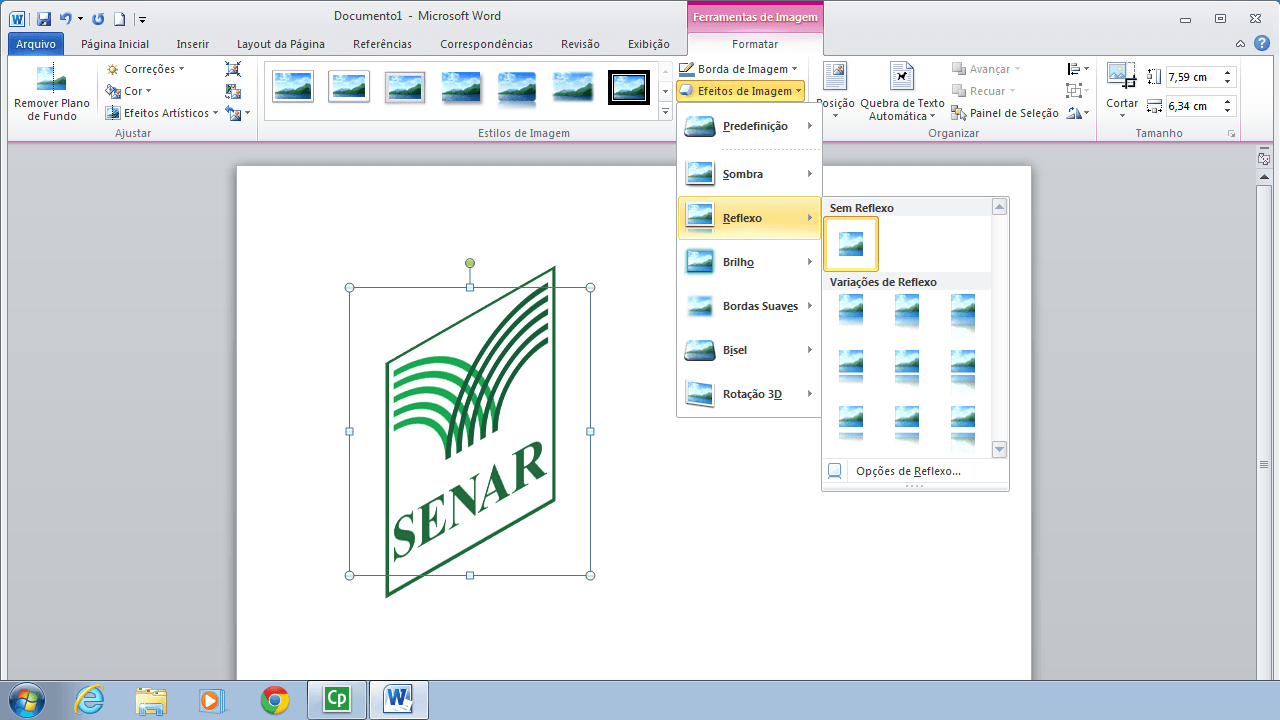 Documento1 - Microsoft Word
Ferramentas de Imagem
Arquivo
Página Inicial
Inserir
Layout da Página
Referências
Correspondências
Revisão
Exibição
Formatar
Remover Plano
de Fundo
Correções
Cor
Efeitos Artísticos
Ajustar
Estilos de Imagem
Borda de Imagem
Efeitos de Imagem
Posição
Quebra de Texto
Automática
Avançar
Recuar
Painel de Seleção
Organizar
Cortar
7,59 cm
6,34 cm
Tamanho
Predefinição
Sombra
Reflexo
Brilho
Bordas Suaves
Bisel
Rotação 3D
Sem Reflexo
Variações de Reflexo
Opções de Reflexo...
SENAR
Cp
W